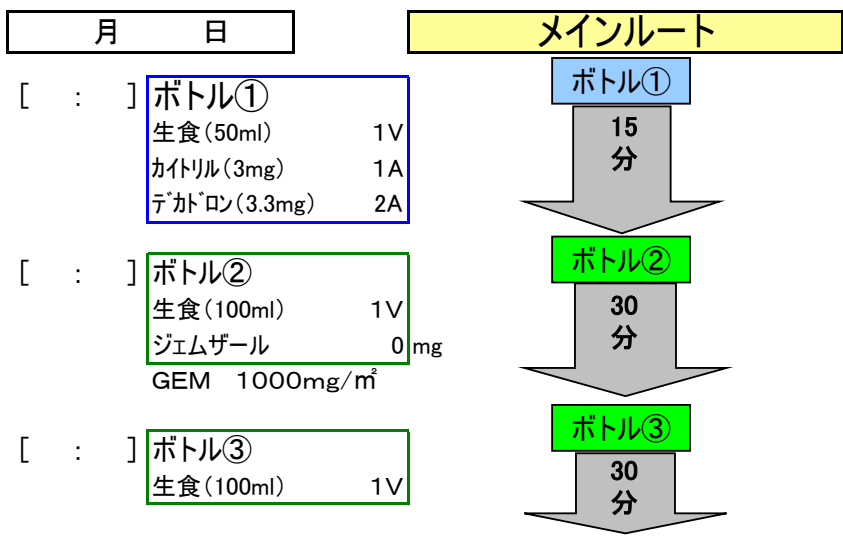 月 日
メインルート
[ : ] ボトル①
生食(50ml) 1V
ｶｲﾄﾘﾙ(3mg) 1A
ﾃﾞｶﾄﾞﾛﾝ(3.3mg) 2A
ボトル①
15
分
[ : ] ボトル②
生食(100ml) 1V
ジェムザール 0 mg
GEM 1000mg/㎡
ボトル②
30
分
[ : ] ボトル③
生食(100ml) 1V
ボトル③
30
分